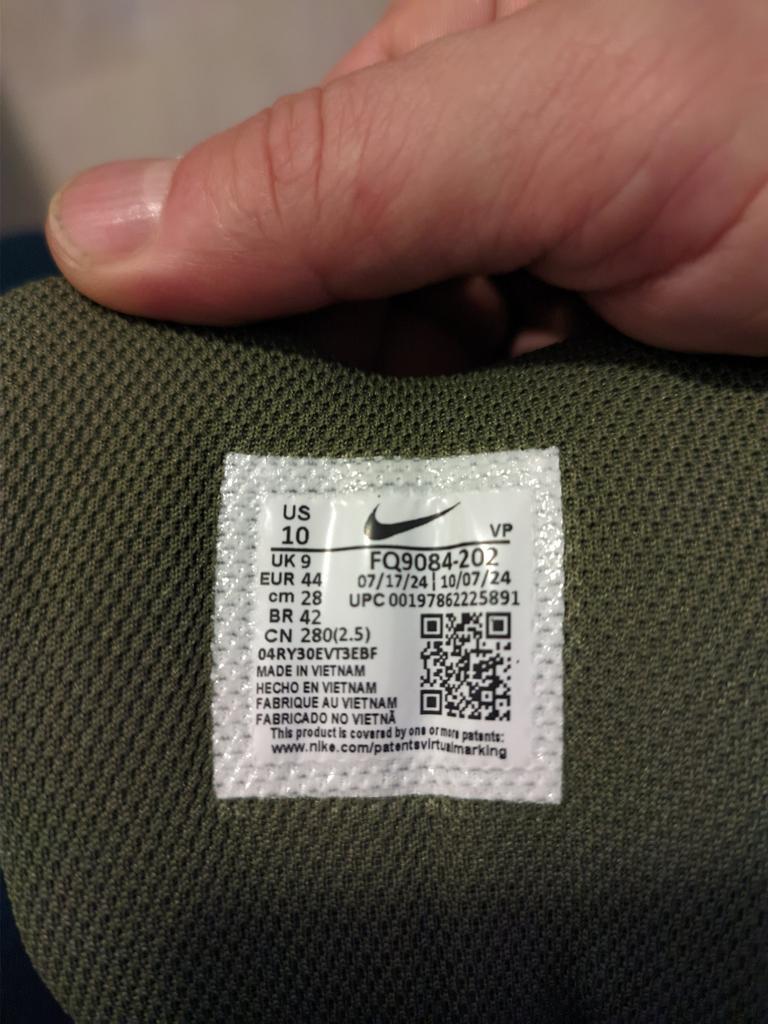 US
10
VP
UK 9
FQ9084-202
EUR 44
07/17/24 | 10/07/24
cm 28
UPC 00197862225891
BR 42
CN 280(2.5)
04RY30EVT3EBF
MADE IN VIETNAM
HECHO EN VIETNAM
FABRIQUE AU VIETNAM
FABRICADO NO VIETNÃ
This product is covered by one or more patents:
www.nike.com/patentsvirtualmarking